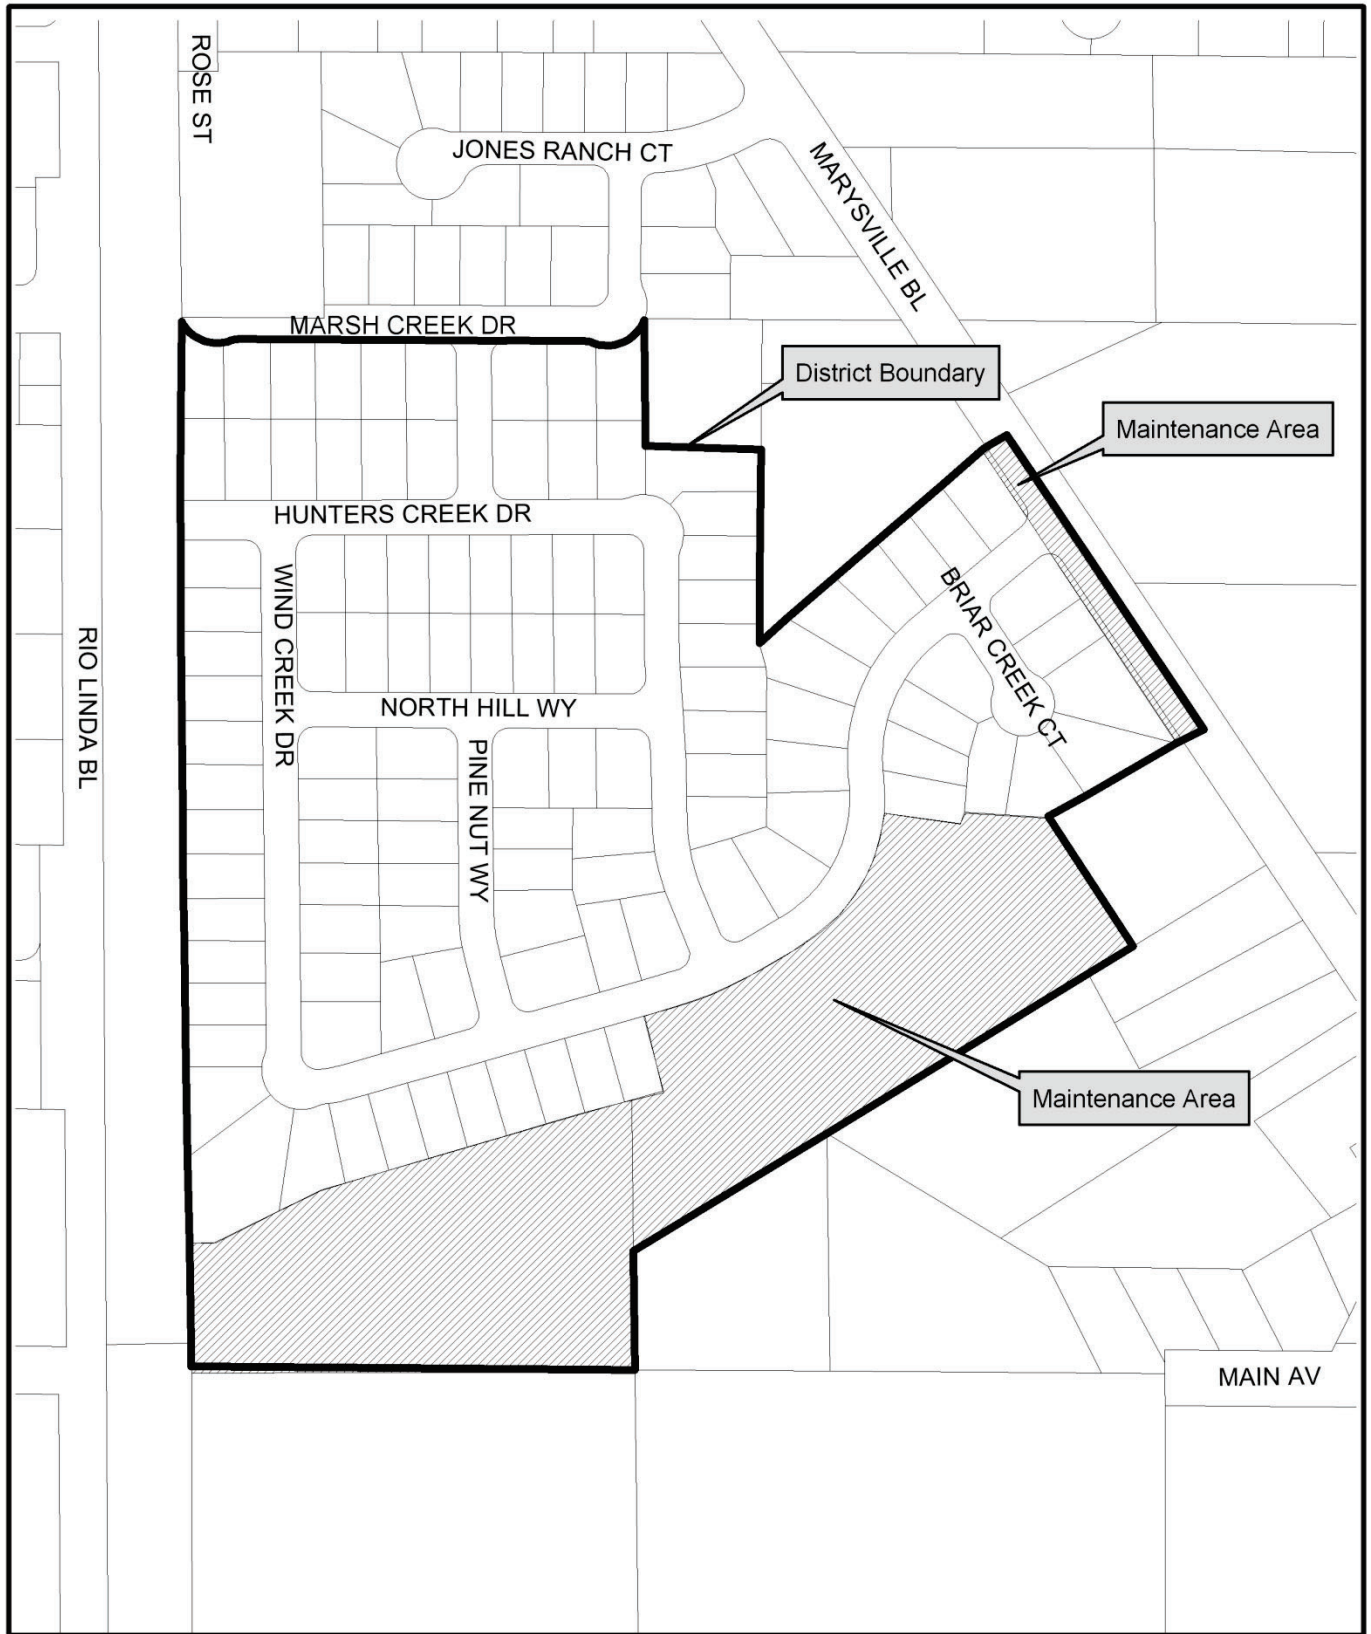 ROSE ST
JONES RANCH CT
MARYSVILLE BL
MARSH CREEK DR
District Boundary
Maintenance Area
HUNTERS CREEK DR
WIND CREEK DR
BRIAR CREEK CT
RIO LINDA BL
NORTH HILL WY
PINE NUT WY
Maintenance Area
MAIN AV